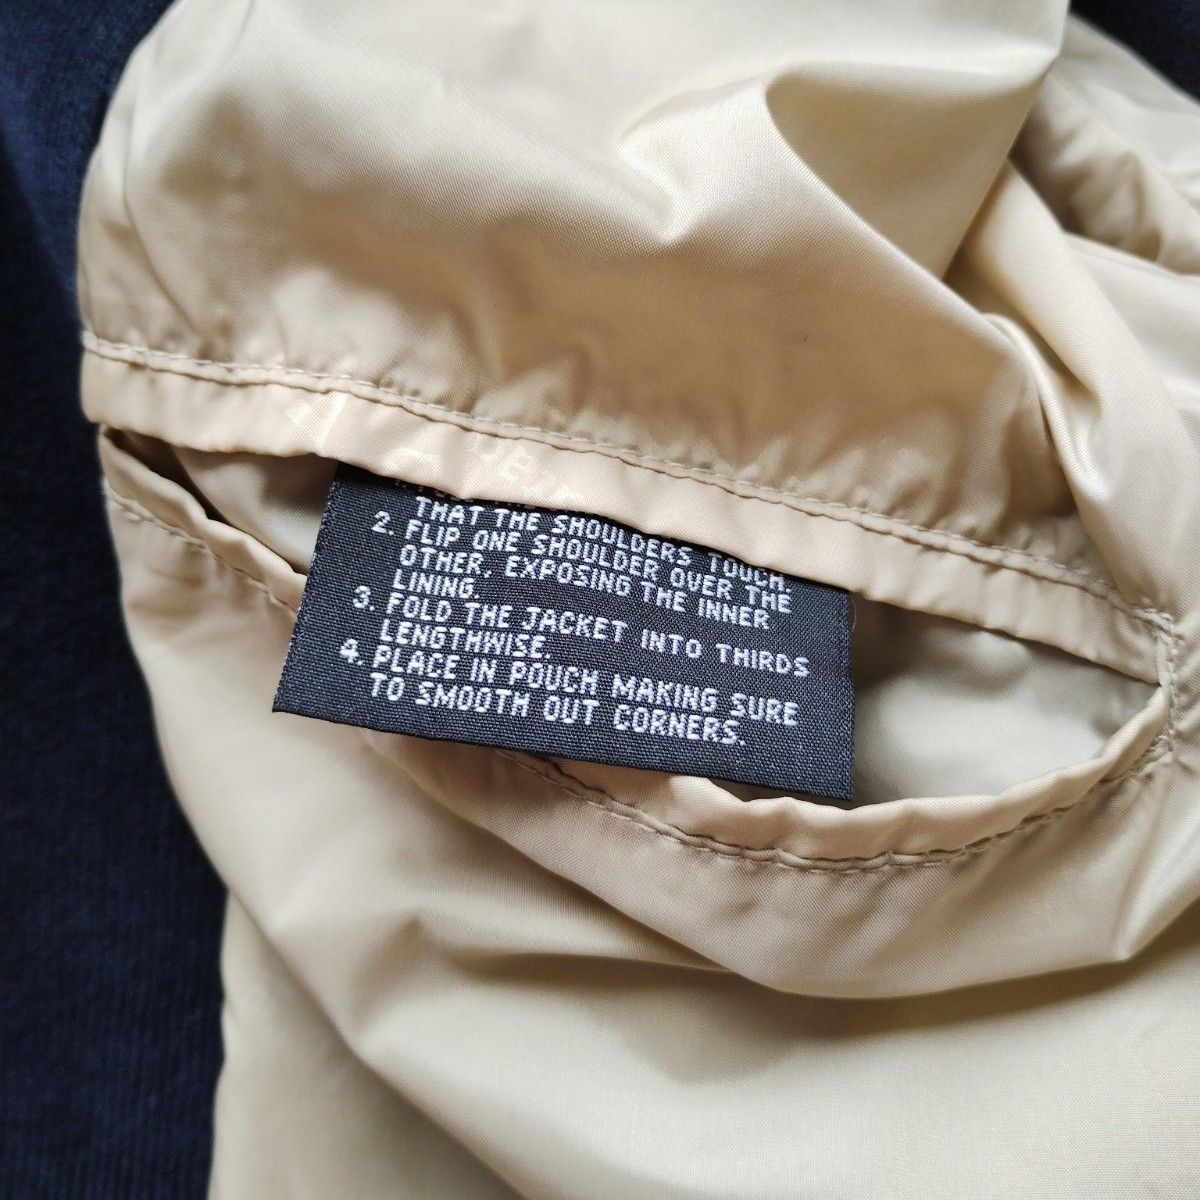 THAT THE SHOULDERS TOUCH.
2. FLIP ONE SHOULDER OVER THE
OTHER, EXPOSING THE INNER
LINING.
3. FOLD THE JACKET INTO THIRDS
LENGTHWISE.
4. PLACE IN POUCH MAKING SURE
TO SMOOTH OUT CORNERS.